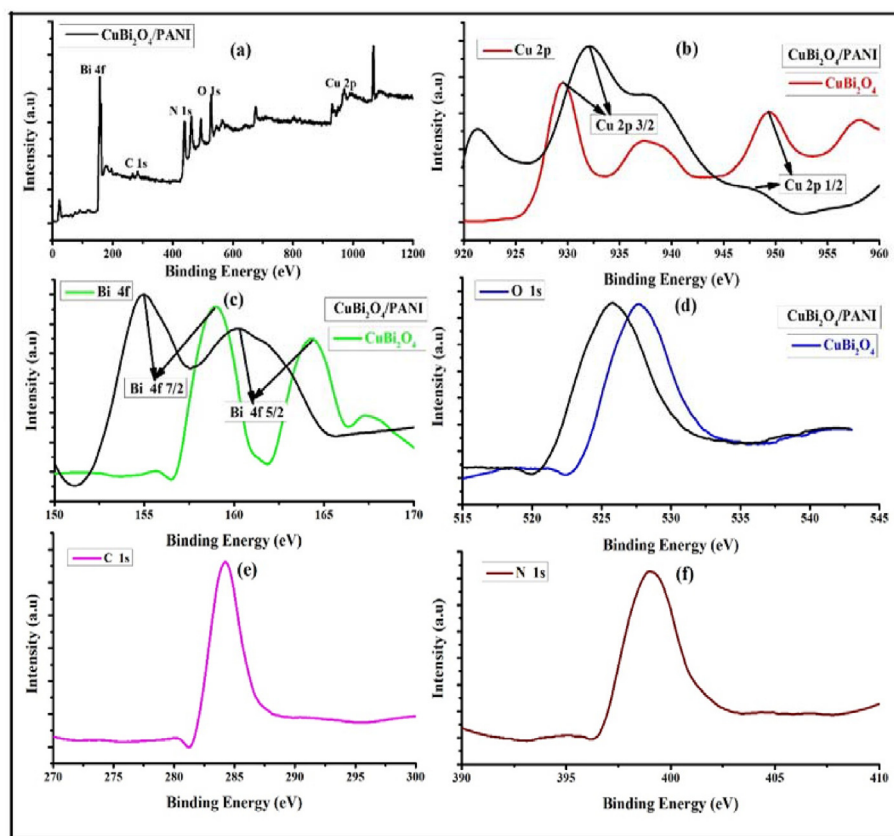 CuBi₂O₄/PANI
(a)
Bi 4f
C 1s
N 1s
O 1s
Cu 2p
Intensity (a.u)
0 200 400 600 800 1000 1200
Binding Energy (eV)
Cu 2p
(b)
CuBi₂O₄/PANI
CuBi₂O₄
Cu 2p 3/2
Cu 2p 1/2
Intensity (a.u)
920 925 930 935 940 945 950 955 960
Binding Energy (eV)
Bi 4f
(c)
CuBi₂O₄/PANI
CuBi₂O₄
Bi 4f 7/2
Bi 4f 5/2
Intensity (a.u)
150 155 160 165 170
Binding Energy (eV)
O 1s
(d)
CuBi₂O₄/PANI
CuBi₂O₄
Intensity (a.u)
515 520 525 530 535 540 545
Binding Energy (eV)
C 1s
(e)
Intensity (a.u)
270 275 280 285 290 295 300
Binding Energy (eV)
N 1s
(f)
Intensity (a.u)
390 395 400 405 410
Binding Energy (eV)